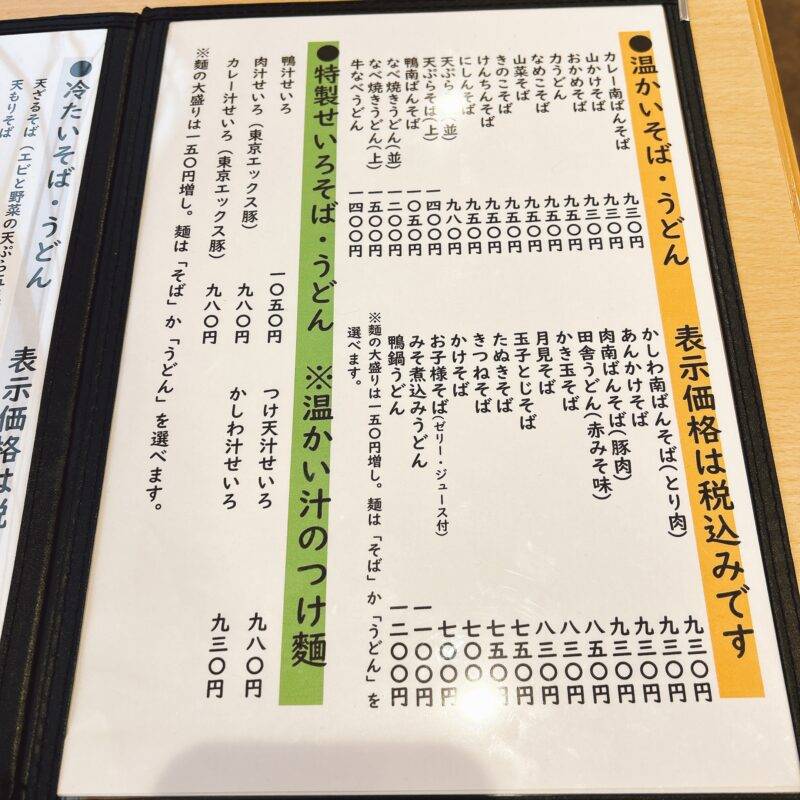 ●温かいそば・うどん　表示価格は税込みです
カレー南ばんそば　九三〇円
山かけそば　九三〇円
おかめそば　九三〇円
力うどん　九五〇円
なめこそば　九五〇円
山菜そば　九五〇円
きのこそば　九五〇円
けんちんそば　九五〇円
にしんそば　九五〇円
天ぷら(並)　九八〇円
天ぷらそば(上)　一四〇〇円
鴨南ばんそば　一〇五〇円
なべ焼きうどん(並)　一二〇〇円
なべ焼きうどん(上)　一五〇〇円
牛なべうどん　一四〇〇円
かしわ南ばんそば(とり肉)　九三〇円
あんかけそば　九三〇円
肉南ばんそば(豚肉)　九三〇円
田舎うどん(赤みそ味)　九三〇円
かき玉そば　八五〇円
月見そば　八三〇円
玉子とじそば　八三〇円
たぬきそば　七五〇円
きつねそば　七五〇円
かけそば　七〇〇円
お子様そば(ゼリー・ジュース付)　七〇〇円
みそ煮込みうどん　一一〇〇円
鴨鍋うどん　一二〇〇円
※麺の大盛りは一五〇円増し。麺は「そば」か「うどん」を
選べます。
●特製せいろそば・うどん　※温かい汁のつけ麺
鴨汁せいろ　一〇五〇円
肉汁せいろ（東京エックス豚）　九八〇円
カレー汁せいろ（東京エックス豚）　九八〇円
つけ天汁せいろ　九八〇円
かしわ汁せいろ　九三〇円
※麺の大盛りは一五〇円増し。麺は「そば」か「うどん」を選べます。
●冷たいそば・うどん　表示価格は税
天ざるそば（エビと野菜の天ぷら
天もりそば